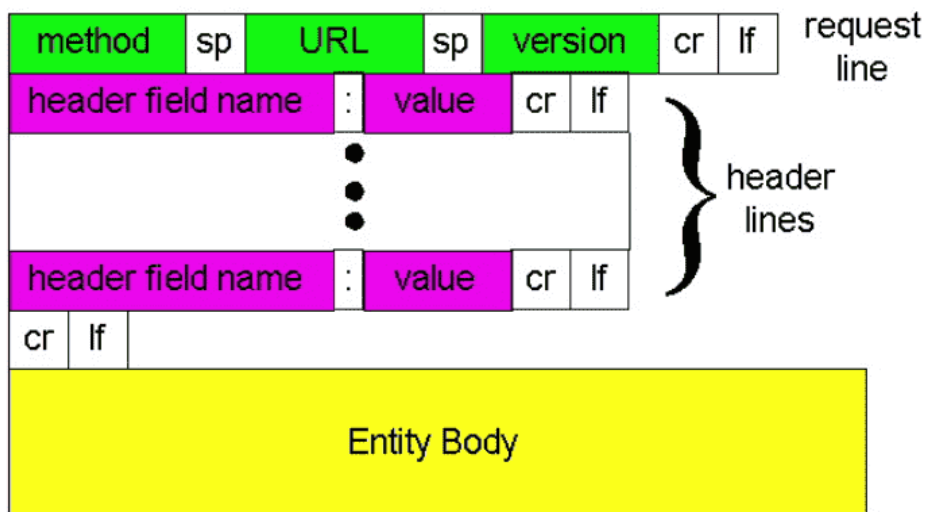 method sp URL sp version cr lf request line
header field name : value cr lf
header lines
header field name : value cr lf
cr lf
Entity Body